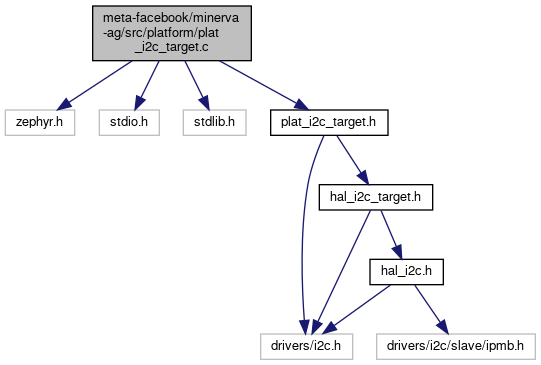 meta-facebook/minerva
-ag/src/platform/plat
_i2c_target.c
zephyr.h
stdio.h
stdlib.h
plat_i2c_target.h
hal_i2c_target.h
hal_i2c.h
drivers/i2c.h
drivers/i2c/slave/ipmb.h